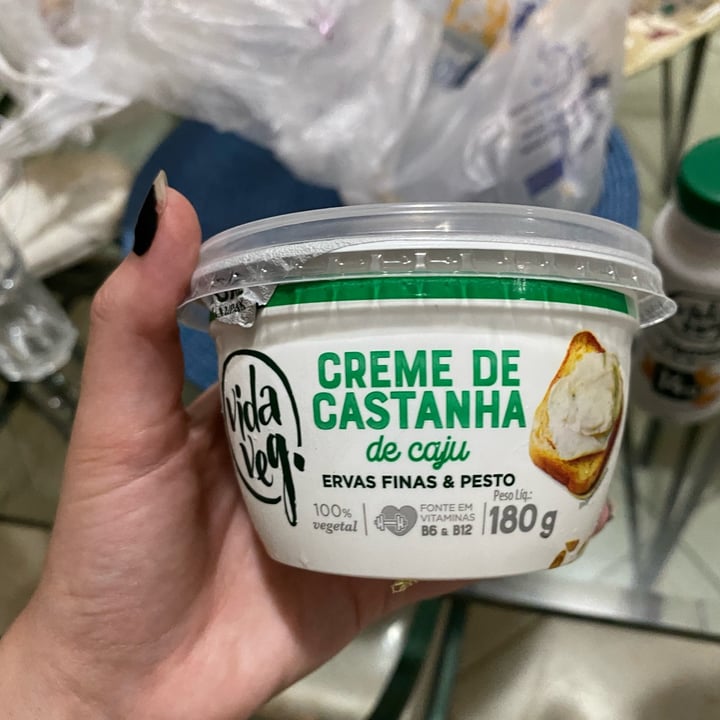 vida
veg.
CREME DE
CASTANHA
de caju
ERVAS FINAS & PESTO
100%
vegetal
FONTE EM
VITAMINAS
B6 & B12
Peso Líq.:
180g